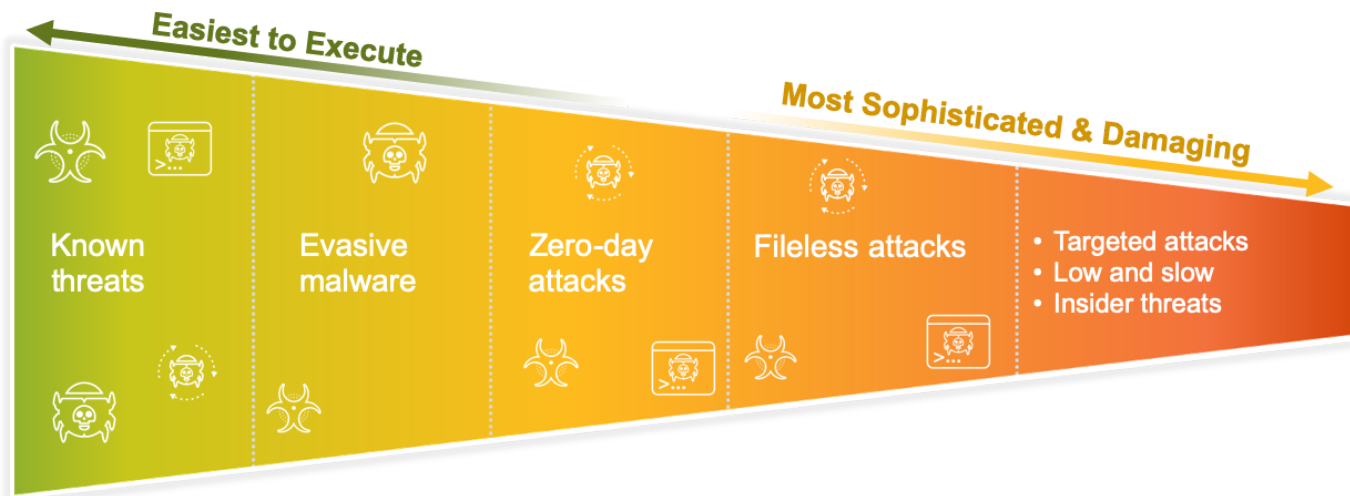 Easiest to Execute
Most Sophisticated & Damaging
Known
threats
Evasive
malware
Zero-day
attacks
Fileless attacks
• Targeted attacks
• Low and slow
• Insider threats
>...
>...
>...